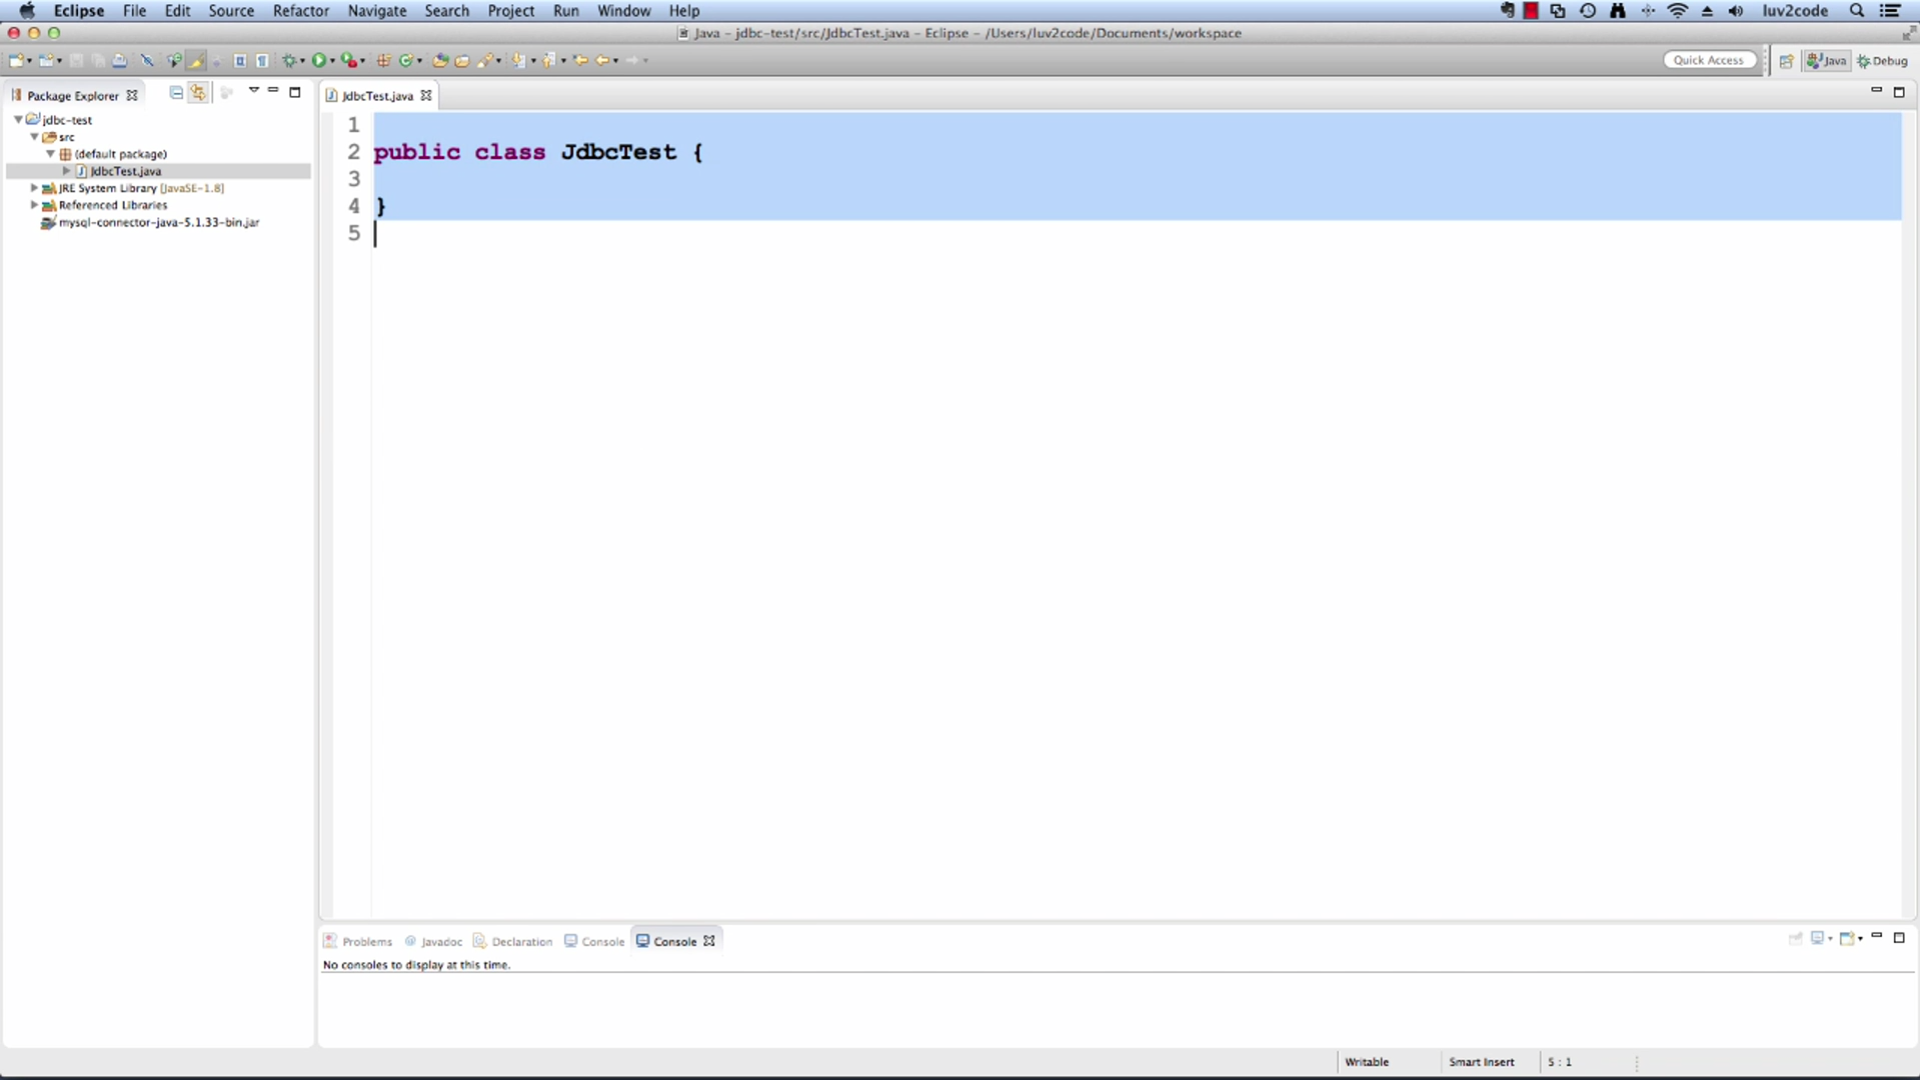 Eclipse File Edit Source Refactor Navigate Search Project Run Window Help luv2code
Java – jdbc-test/src/JdbcTest.java – Eclipse – /Users/luv2code/Documents/workspace
Quick Access Java Debug
Package Explorer
jdbc-test
src
(default package)
JdbcTest.java
JRE System Library [JavaSE-1.8]
Referenced Libraries
mysql-connector-java-5.1.33-bin.jar
JdbcTest.java
1
2 public class JdbcTest {
3
4 }
5
Problems @ Javadoc Declaration Console Console
No consoles to display at this time.
Writable Smart Insert 5 : 1